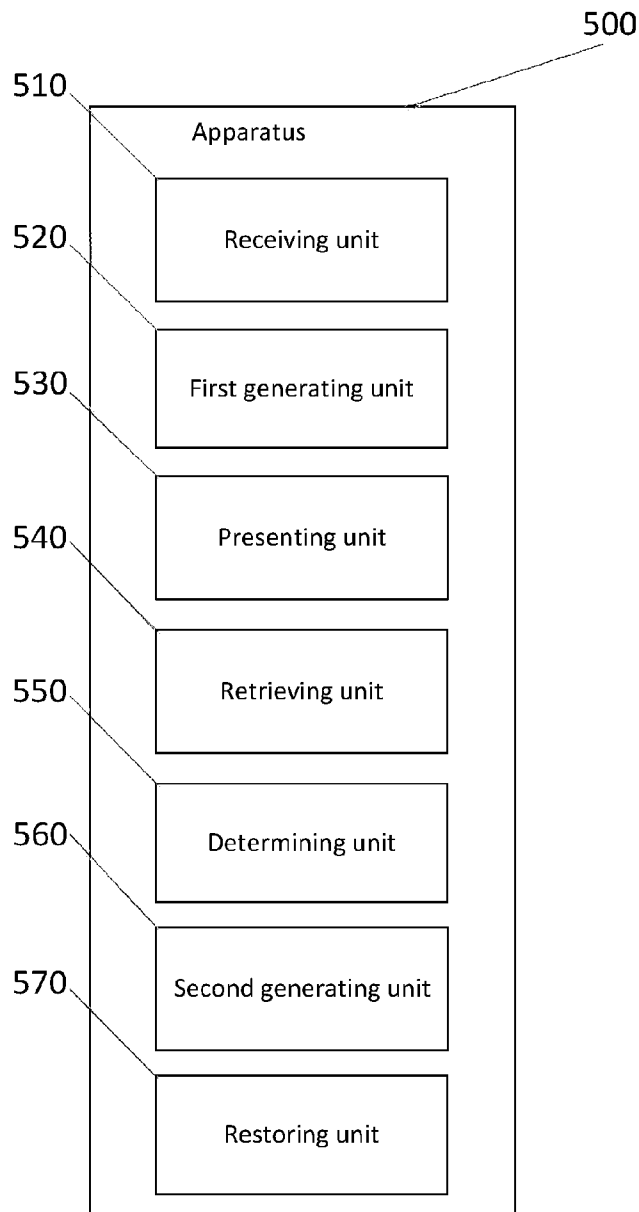 500
510
Apparatus
Receiving unit
520
First generating unit
530
Presenting unit
540
Retrieving unit
550
Determining unit
560
Second generating unit
570
Restoring unit